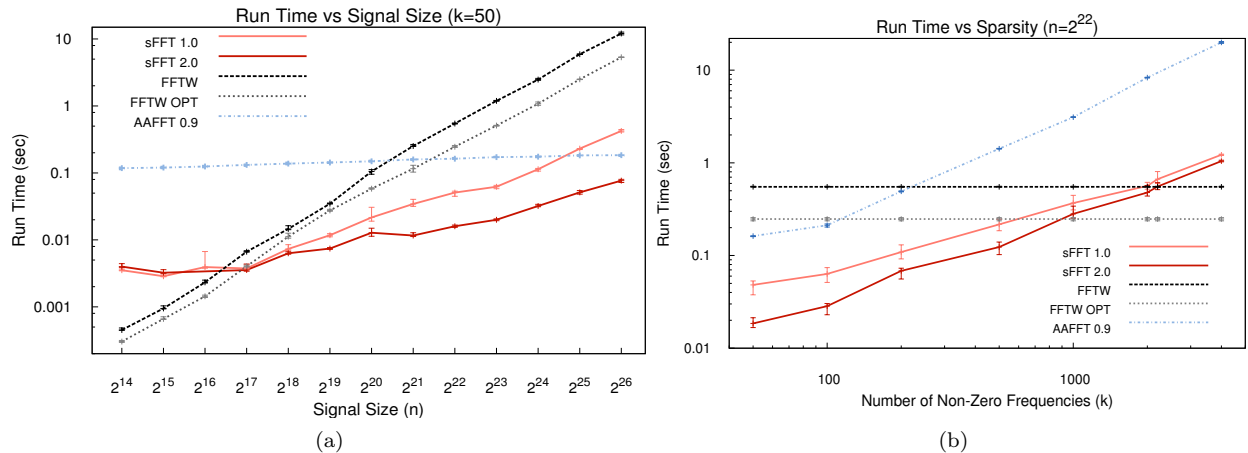 Run Time vs Signal Size (k=50)
10
1
0.1
0.01
0.001
Run Time (sec)
sFFT 1.0
sFFT 2.0
FFTW
FFTW OPT
AAFFT 0.9
2^14 2^15 2^16 2^17 2^18 2^19 2^20 2^21 2^22 2^23 2^24 2^25 2^26
Signal Size (n)
(a)
Run Time vs Sparsity (n=2^22)
10
1
0.1
0.01
Run Time (sec)
sFFT 1.0
sFFT 2.0
FFTW
FFTW OPT
AAFFT 0.9
100 1000
Number of Non-Zero Frequencies (k)
(b)